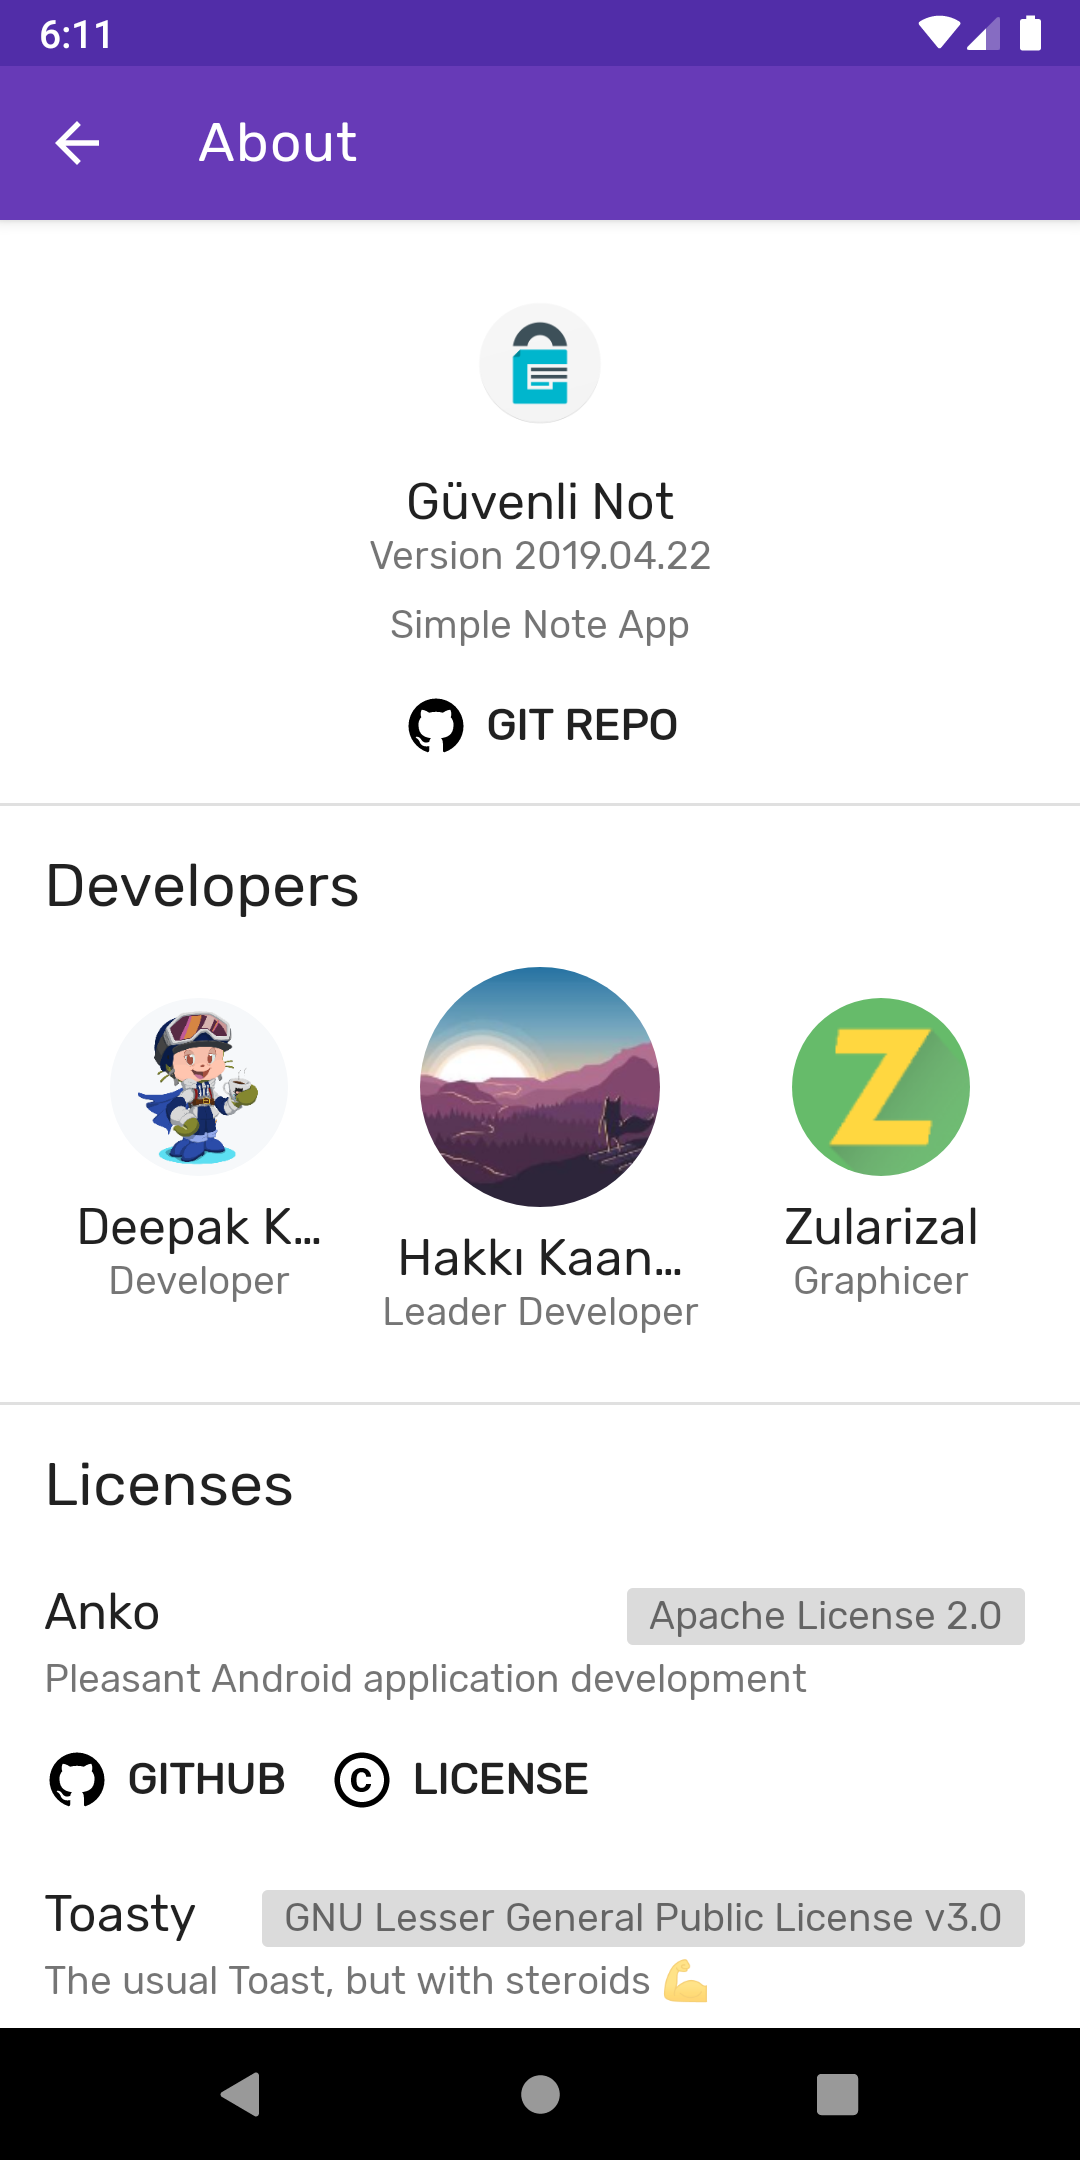 6:11
About
Güvenli Not
Version 2019.04.22
Simple Note App
GIT REPO
Developers
Deepak K...
Developer
Hakkı Kaan...
Leader Developer
Zularizal
Graphicer
Licenses
Anko
Apache License 2.0
Pleasant Android application development
GITHUB
LICENSE
Toasty
GNU Lesser General Public License v3.0
The usual Toast, but with steroids 💪